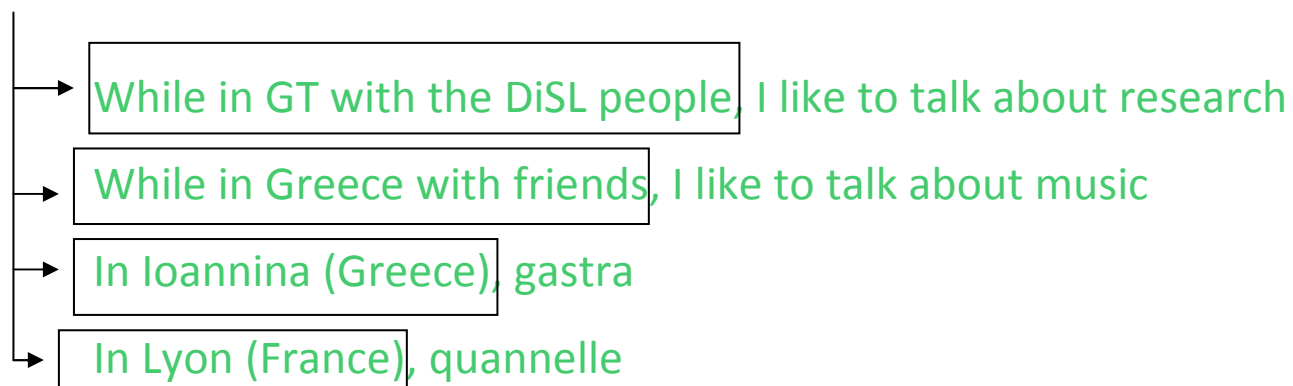 While in GT with the DiSL people, I like to talk about research
While in Greece with friends, I like to talk about music
In Ioannina (Greece), gastra
In Lyon (France), quannelle